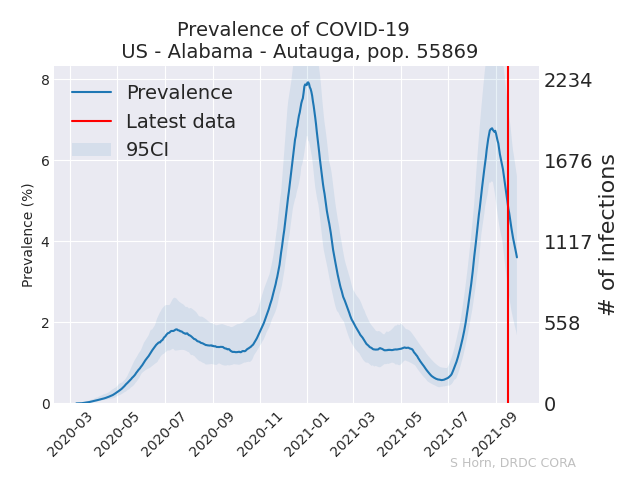 Prevalence of COVID-19
US - Alabama - Autauga, pop. 55869
Prevalence
Latest data
95CI
Prevalence (%)
8
6
4
2
0
2234
1676
1117
558
0
# of infections
2020-03
2020-05
2020-07
2020-09
2020-11
2021-01
2021-03
2021-05
2021-07
2021-09
S Horn, DRDC CORA